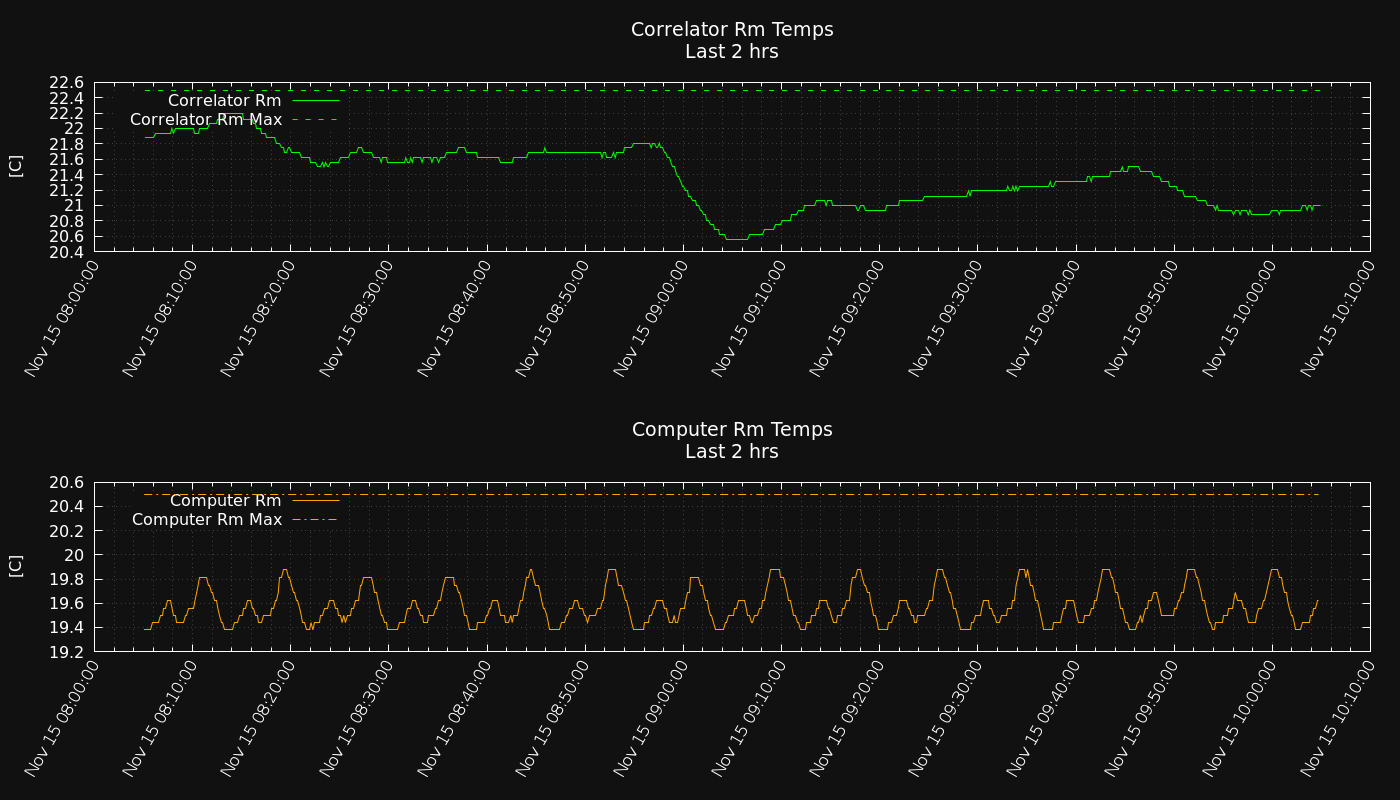 Correlator Rm Temps
Last 2 hrs
22.6
22.4
22.2
22
21.8
21.6
21.4
21.2
21
20.8
20.6
20.4
[C]
Correlator Rm
Correlator Rm Max
Nov 15 08:00:00
Nov 15 08:10:00
Nov 15 08:20:00
Nov 15 08:30:00
Nov 15 08:40:00
Nov 15 08:50:00
Nov 15 09:00:00
Nov 15 09:10:00
Nov 15 09:20:00
Nov 15 09:30:00
Nov 15 09:40:00
Nov 15 09:50:00
Nov 15 10:00:00
Nov 15 10:10:00
Computer Rm Temps
Last 2 hrs
20.6
20.4
20.2
20
19.8
19.6
19.4
19.2
[C]
Computer Rm
Computer Rm Max
Nov 15 08:00:00
Nov 15 08:10:00
Nov 15 08:20:00
Nov 15 08:30:00
Nov 15 08:40:00
Nov 15 08:50:00
Nov 15 09:00:00
Nov 15 09:10:00
Nov 15 09:20:00
Nov 15 09:30:00
Nov 15 09:40:00
Nov 15 09:50:00
Nov 15 10:00:00
Nov 15 10:10:00